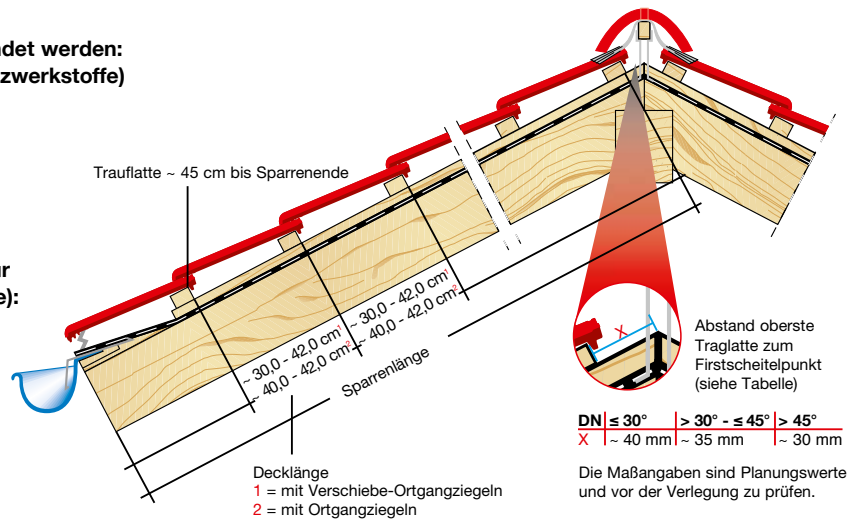 ndet werden:
zwerkstoffe)
Trauflatte ~ 45 cm bis Sparrenende
ur
e):
~ 30,0 - 42,0 cm¹
~ 40,0 - 42,0 cm²
~ 30,0 - 42,0 cm¹
~ 40,0 - 42,0 cm²
Sparrenlänge
X
Abstand oberste
Traglatte zum
Firstscheitelpunkt
(siehe Tabelle)
DN ≤ 30° > 30° - ≤ 45° > 45°
X ~ 40 mm ~ 35 mm ~ 30 mm
Die Maßangaben sind Planungswerte
und vor der Verlegung zu prüfen.
Decklänge
1 = mit Verschiebe-Ortgangziegeln
2 = mit Ortgangziegeln